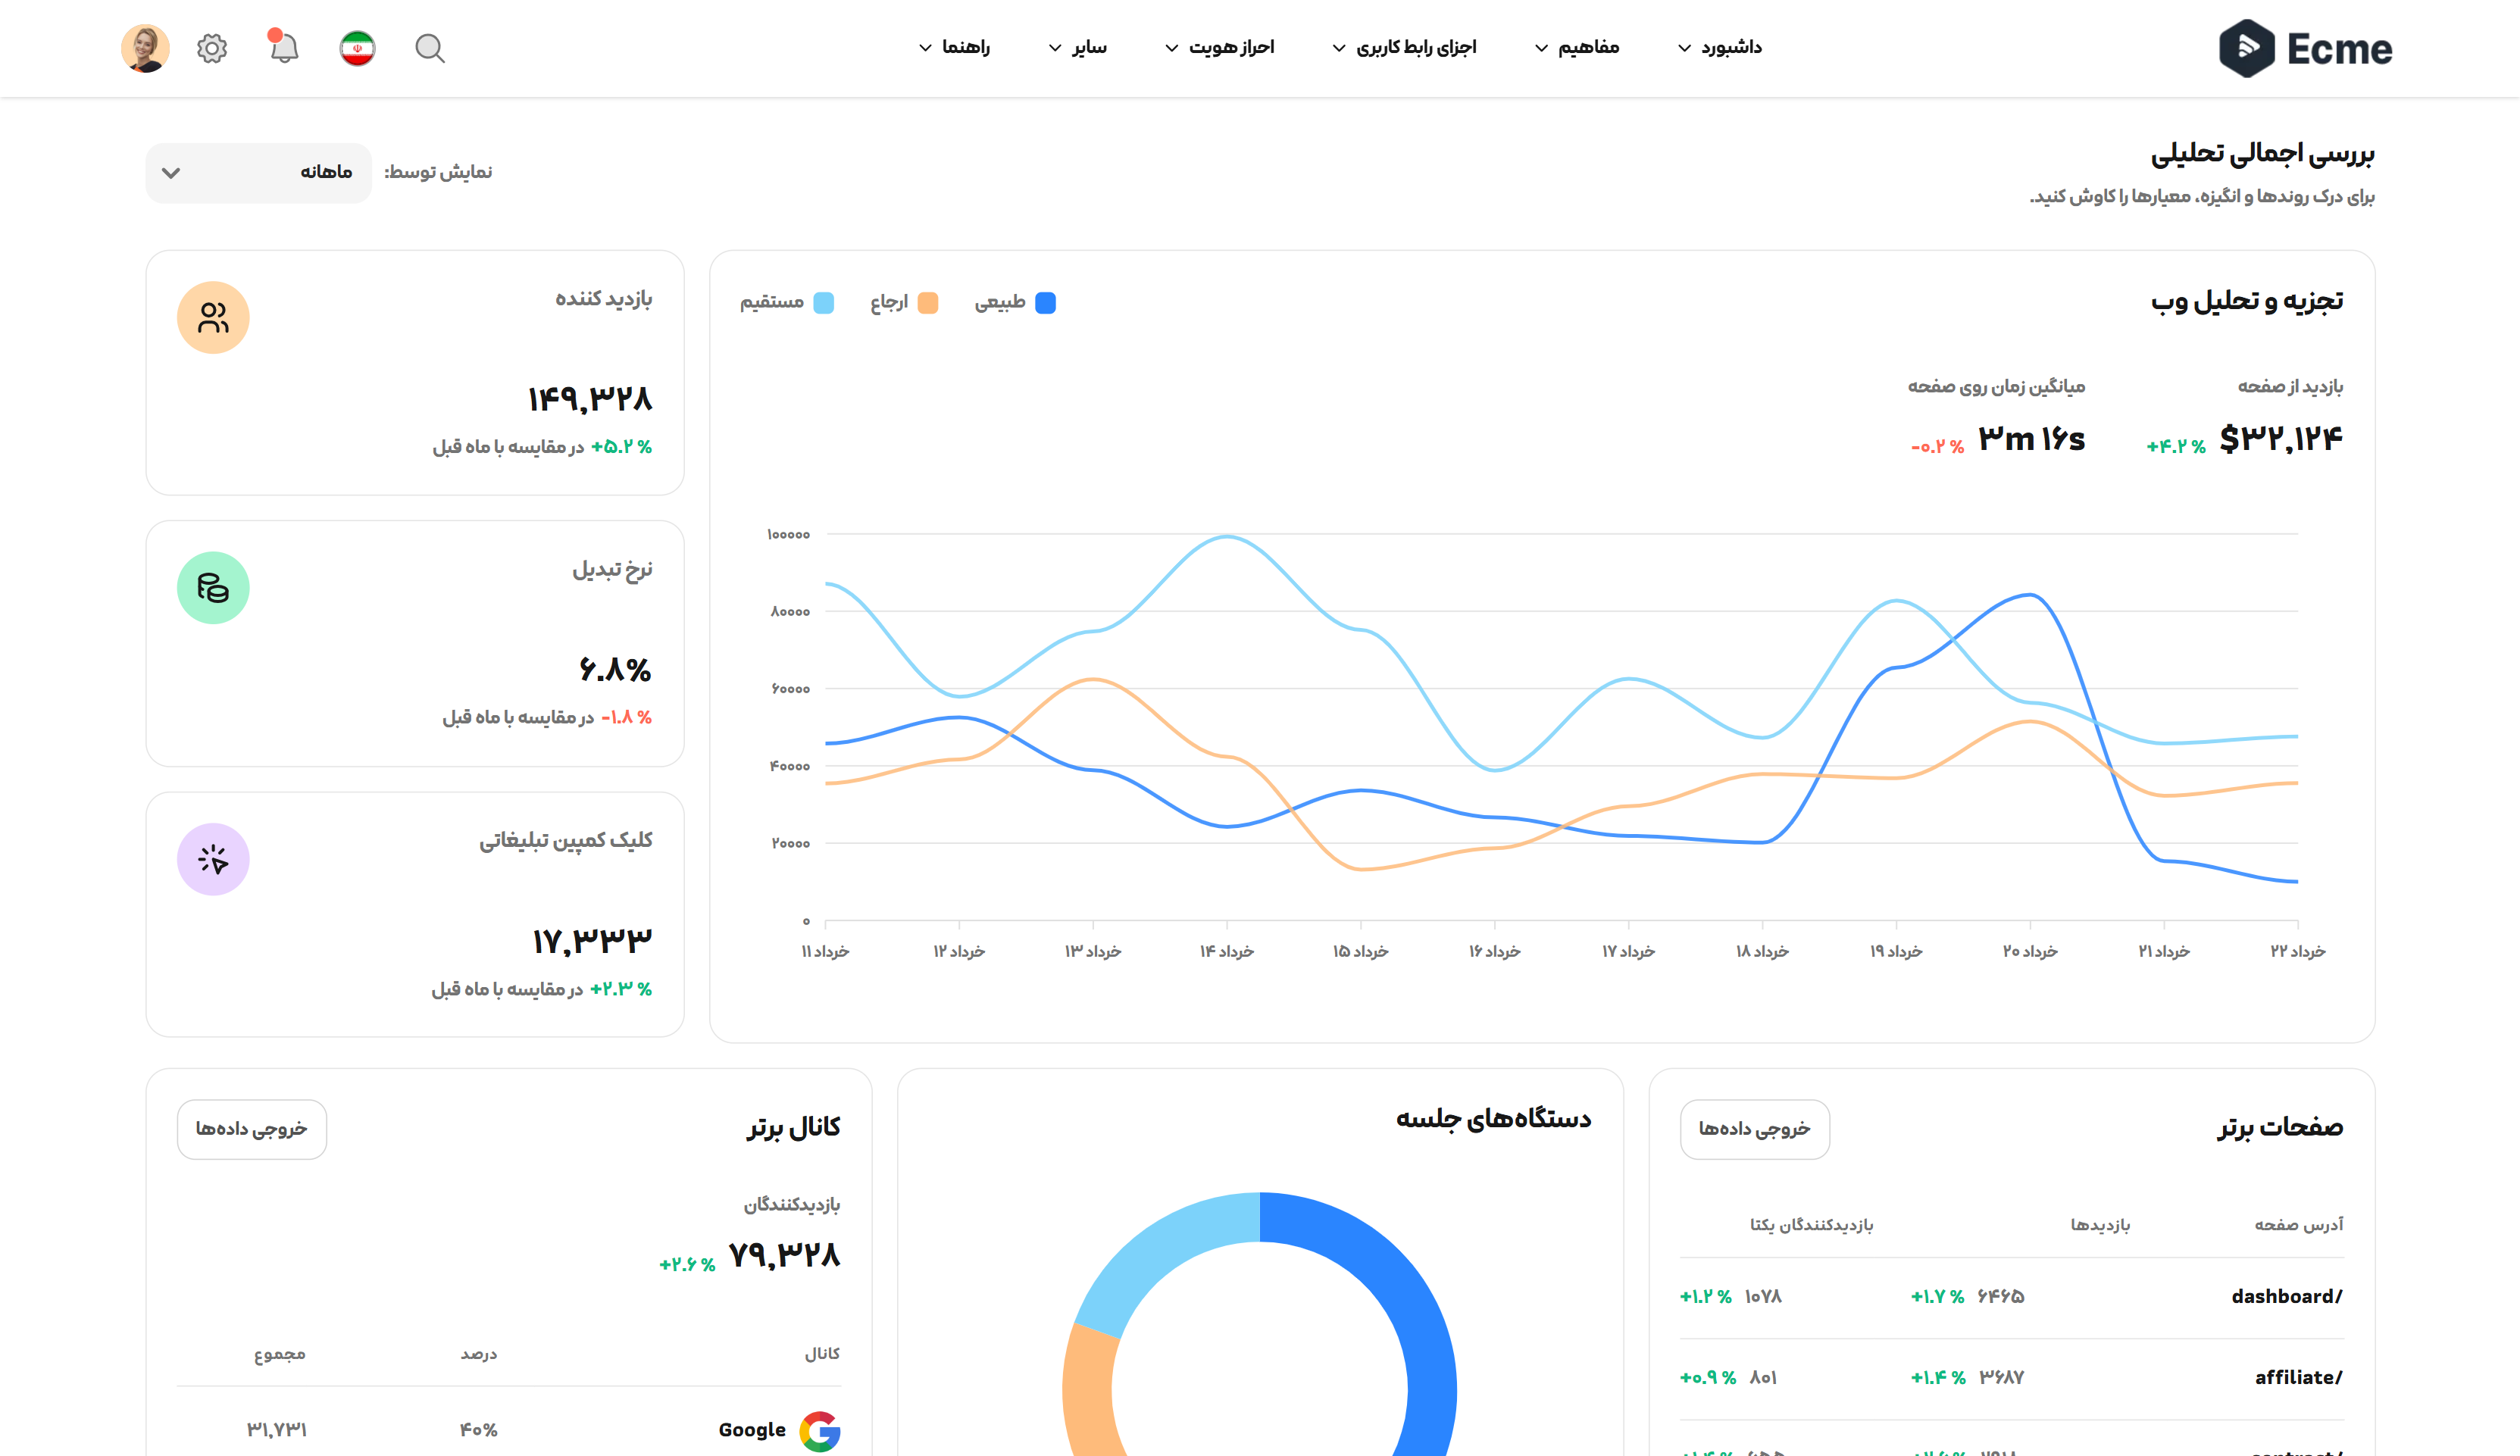 Ecme
داشبورد
مفاهیم
اجزای رابط کاربری
احراز هویت
سایر
راهنما
بررسی اجمالی تحلیلی
برای درک روندها و انگیزه، معیارها را کاوش کنید.
نمایش توسط:
ماهانه
تجزیه و تحلیل وب
طبیعی
ارجاع
مستقیم
بازدید از صفحه
$۳۲,۱۲۴
+۴.۲ %
میانگین زمان روی صفحه
۳m ۱۶s
-۰.۲ %
۱۰۰۰۰۰
۸۰۰۰۰
۶۰۰۰۰
۴۰۰۰۰
۲۰۰۰۰
۰
خرداد ۱۱
خرداد ۱۲
خرداد ۱۳
خرداد ۱۴
خرداد ۱۵
خرداد ۱۶
خرداد ۱۷
خرداد ۱۸
خرداد ۱۹
خرداد ۲۰
خرداد ۲۱
خرداد ۲۲
بازدید کننده
۱۴۹,۳۲۸
+۵.۲ % در مقایسه با ماه قبل
نرخ تبدیل
۶.۸%
-۱.۸ % در مقایسه با ماه قبل
کلیک کمپین تبلیغاتی
۱۷,۳۳۳
+۲.۳ % در مقایسه با ماه قبل
صفحات برتر
خروجی داده‌ها
آدرس صفحه
بازدیدها
بازدیدکنندگان یکتا
dashboard/
۶۴۶۵
+۱.۷ %
۱۰۷۸
+۱.۲ %
affiliate/
۳۶۸۷
+۱.۴ %
۸۰۱
+۰.۹ %
دستگاه‌های جلسه
کانال برتر
خروجی داده‌ها
بازدیدکنندگان
۷۹,۳۲۸
+۲.۶ %
کانال
درصد
مجموع
Google
۴۰%
۳۱,۷۳۱